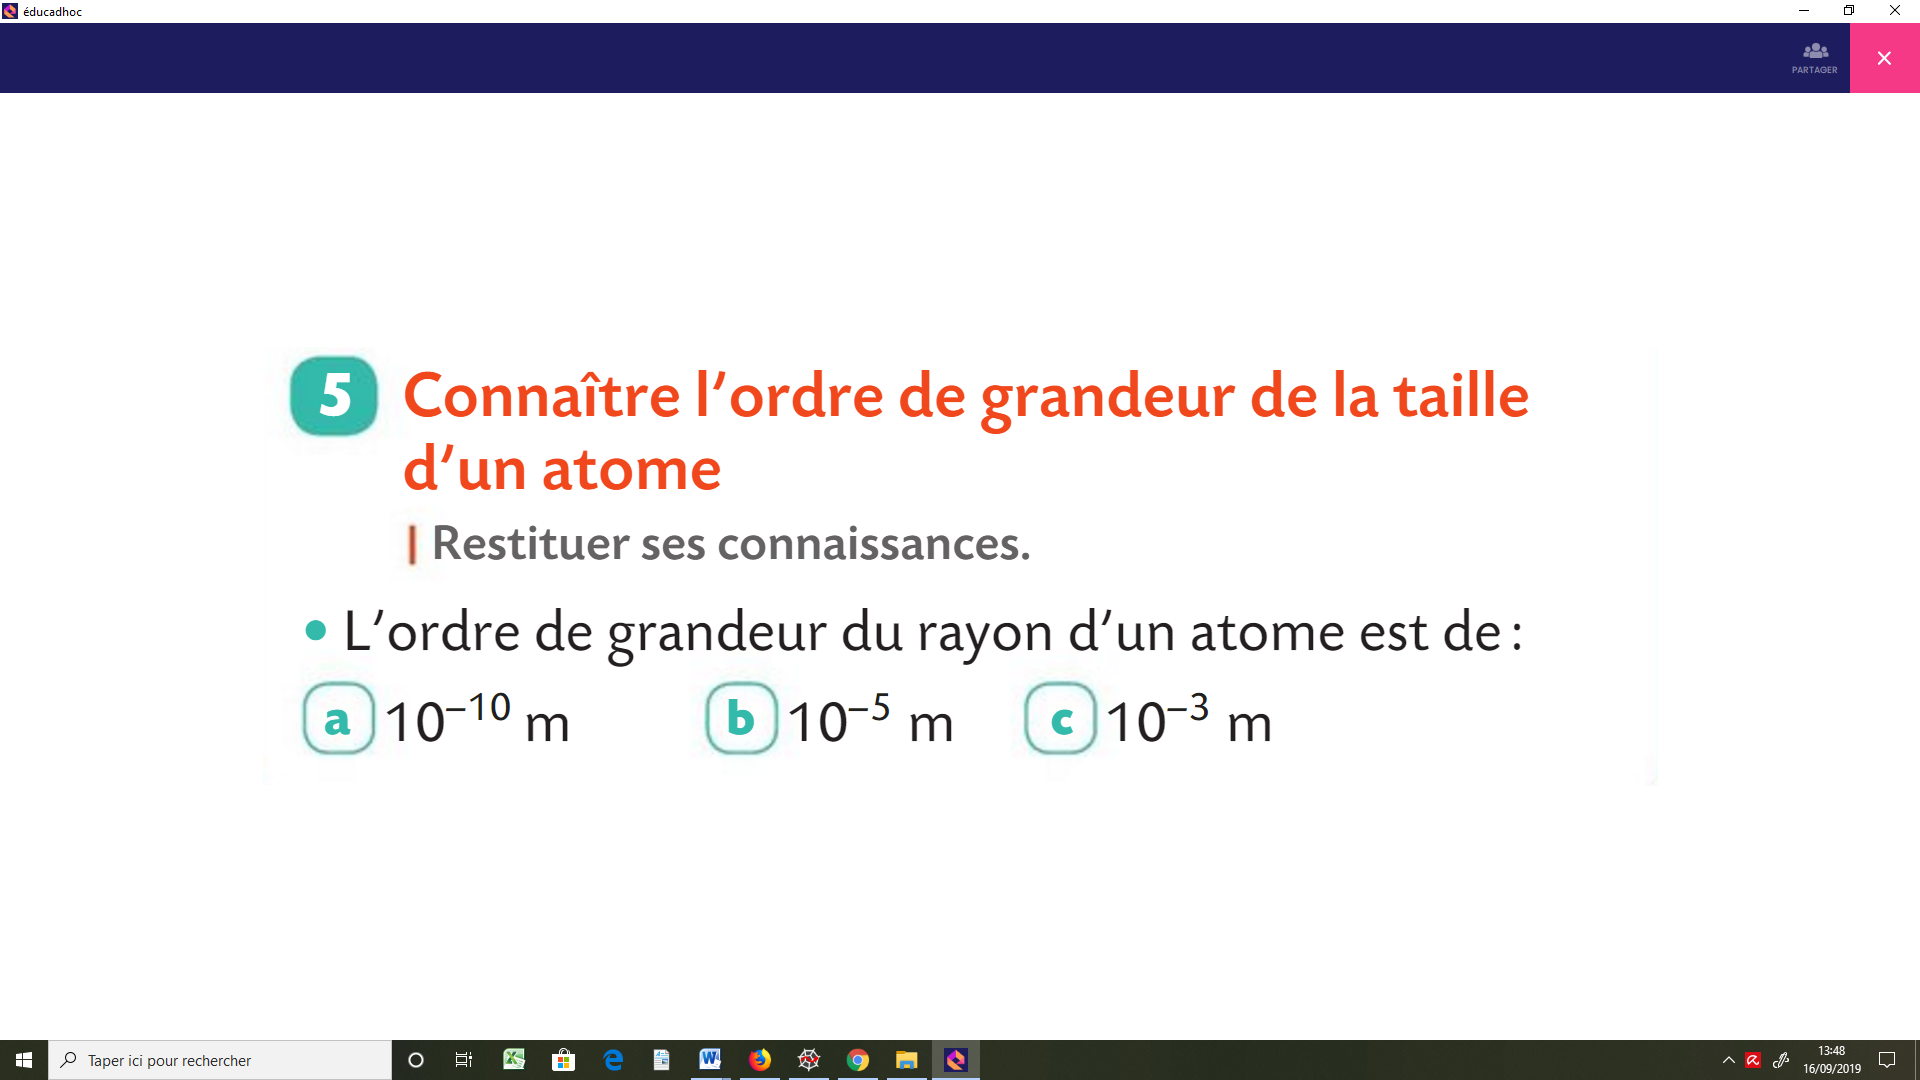 éducadhoc
PARTAGER
5 Connaître l’ordre de grandeur de la taille
d’un atome
Restituer ses connaissances.
• L’ordre de grandeur du rayon d’un atome est de :
a 10⁻¹⁰ m b 10⁻⁵ m c 10⁻³ m
Taper ici pour rechercher
13:48
16/09/2019